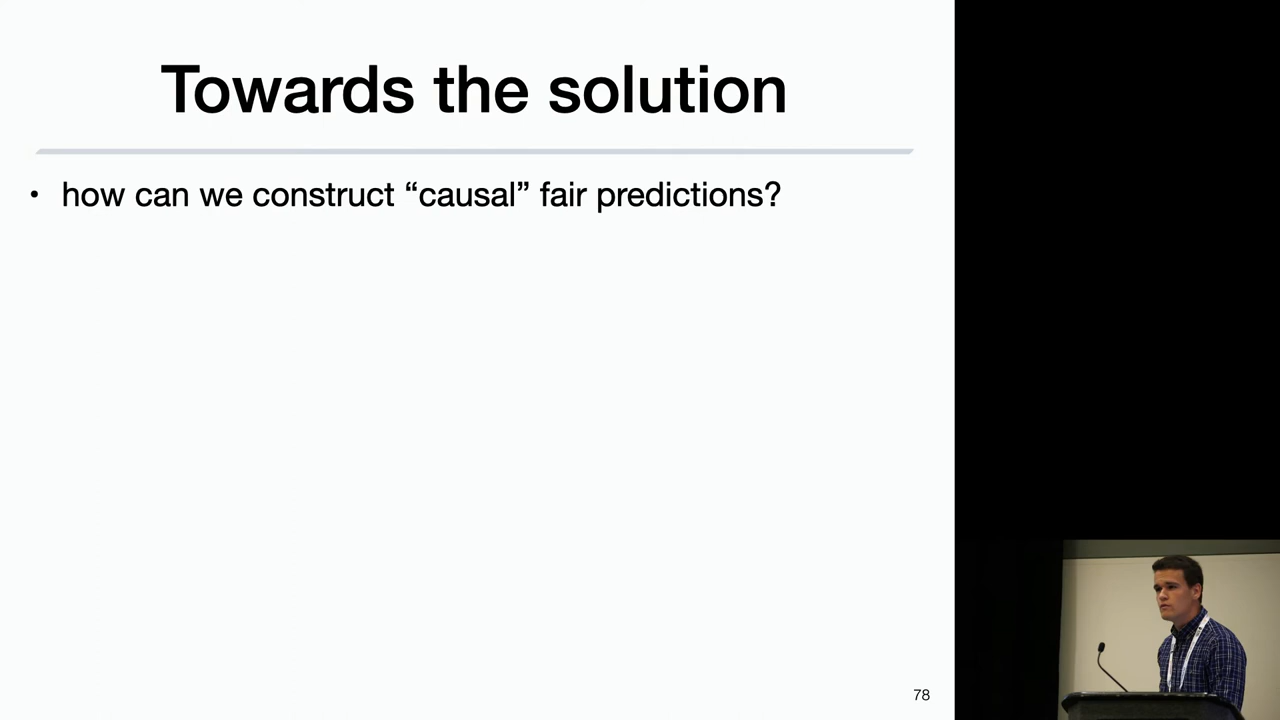 Towards the solution
• how can we construct “causal” fair predictions?
78